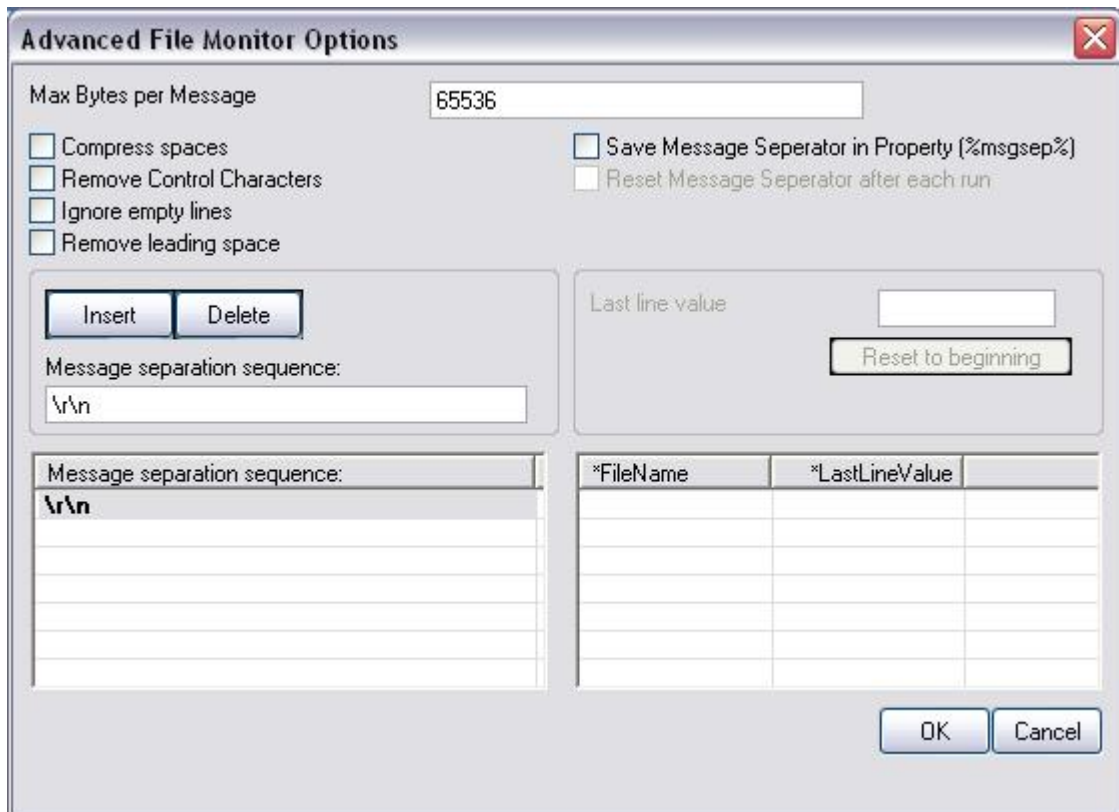 Advanced File Monitor Options
Max Bytes per Message 65536
Compress spaces
Remove Control Characters
Ignore empty lines
Remove leading space
Save Message Seperator in Property (%msgsep%)
Reset Message Seperator after each run
Insert Delete
Message separation sequence:
\r\n
Last line value
Reset to beginning
Message separation sequence:
\r\n
*FileName *LastLineValue
OK Cancel